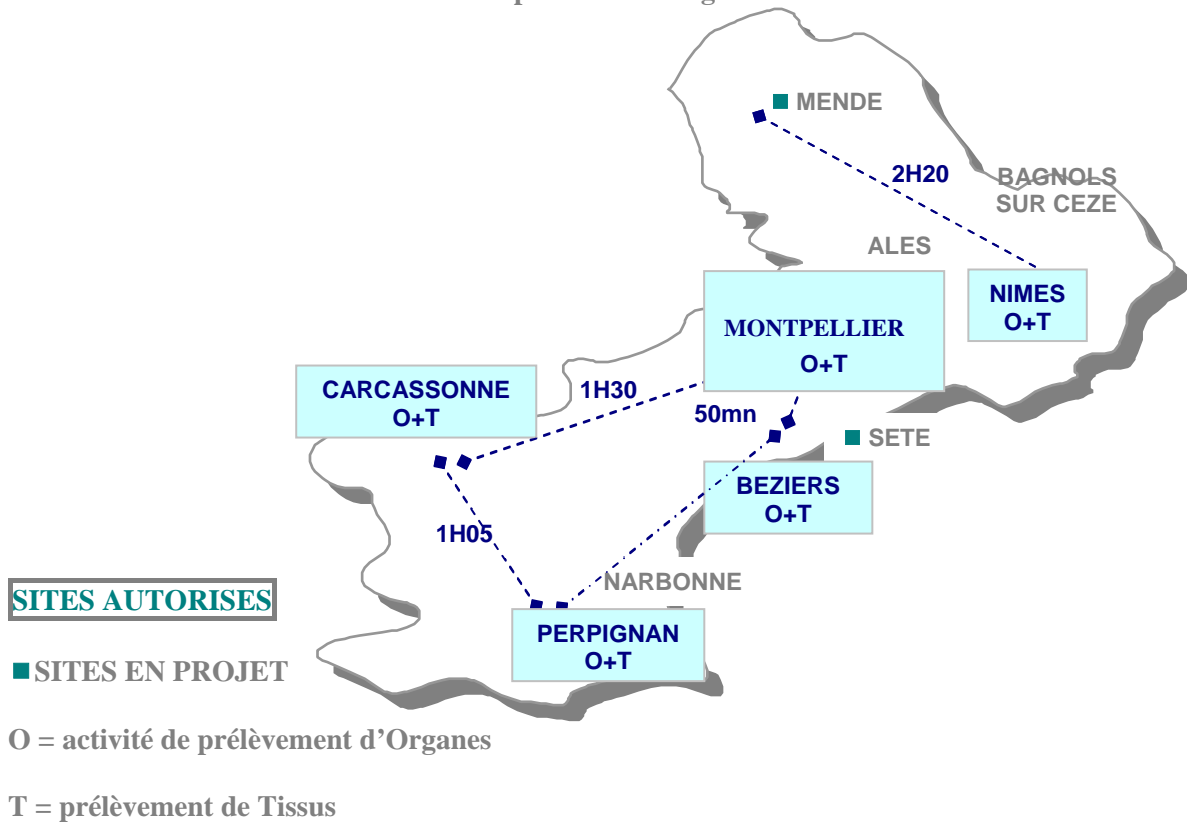 MENDE
2H20
BAGNOLS
SUR CEZE
ALES
NIMES
O+T
MONTPELLIER
O+T
CARCASSONNE
O+T
1H30
50mn
SETE
BEZIERS
O+T
1H05
NARBONNE
SITES AUTORISES
PERPIGNAN
O+T
SITES EN PROJET
O = activité de prélèvement d'Organes
T = prélèvement de Tissus